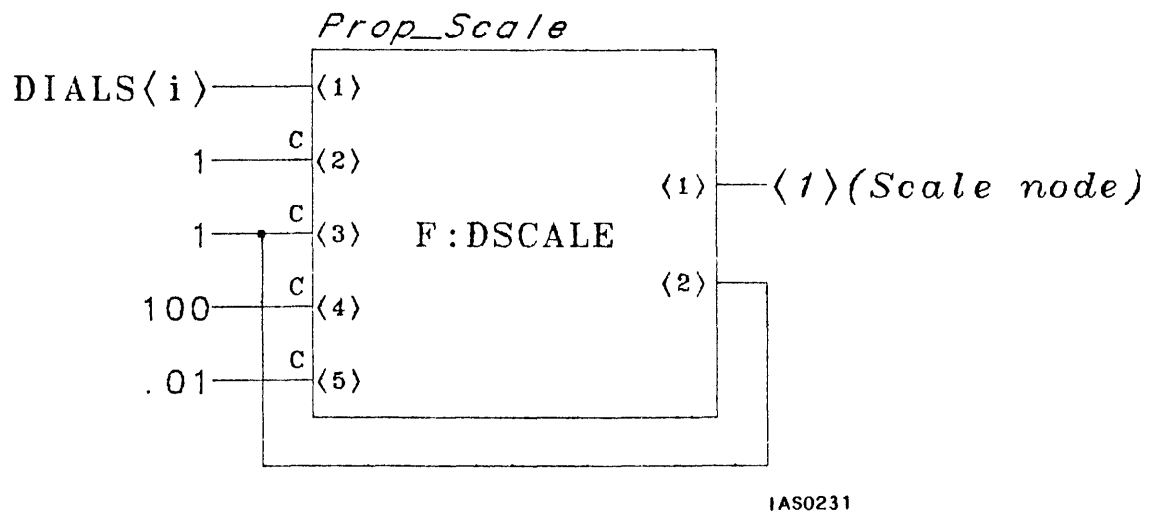 Prop_Scale
DIALS⟨i⟩ ⟨1⟩
1 C ⟨2⟩
⟨1⟩ ⟨1⟩(Scale node)
1 C ⟨3⟩ F:DSCALE
⟨2⟩
100 C ⟨4⟩
.01 C ⟨5⟩
IAS0231